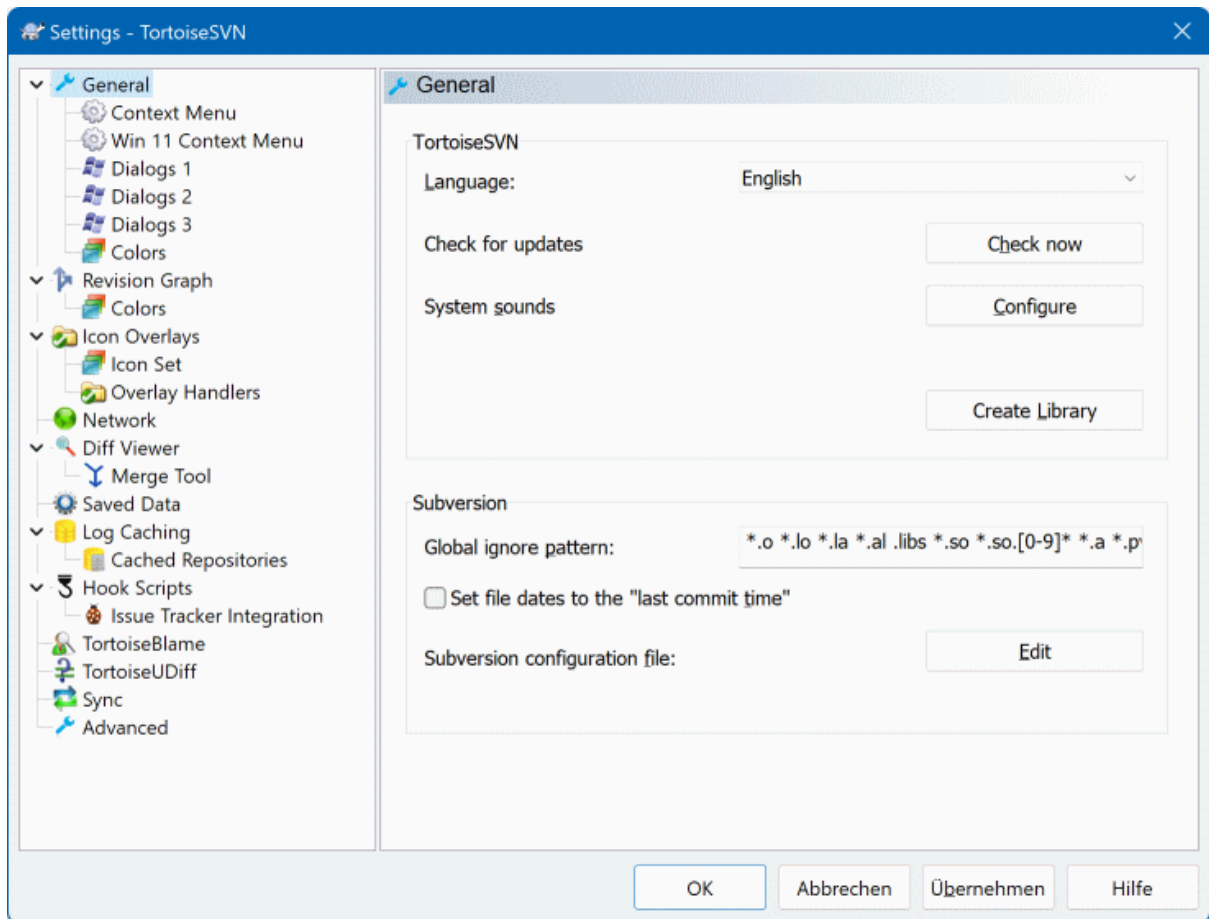 Settings - TortoiseSVN
General
Context Menu
Win 11 Context Menu
Dialogs 1
Dialogs 2
Dialogs 3
Colors
Revision Graph
Colors
Icon Overlays
Icon Set
Overlay Handlers
Network
Diff Viewer
Merge Tool
Saved Data
Log Caching
Cached Repositories
Hook Scripts
Issue Tracker Integration
TortoiseBlame
TortoiseUDiff
Sync
Advanced
General
TortoiseSVN
Language: English
Check for updates Check now
System sounds Configure
Create Library
Subversion
Global ignore pattern: *.o *.lo *.la *.al .libs *.so *.so.[0-9]* *.a
Set file dates to the "last commit time"
Subversion configuration file: Edit
OK Abbrechen Übernehmen Hilfe